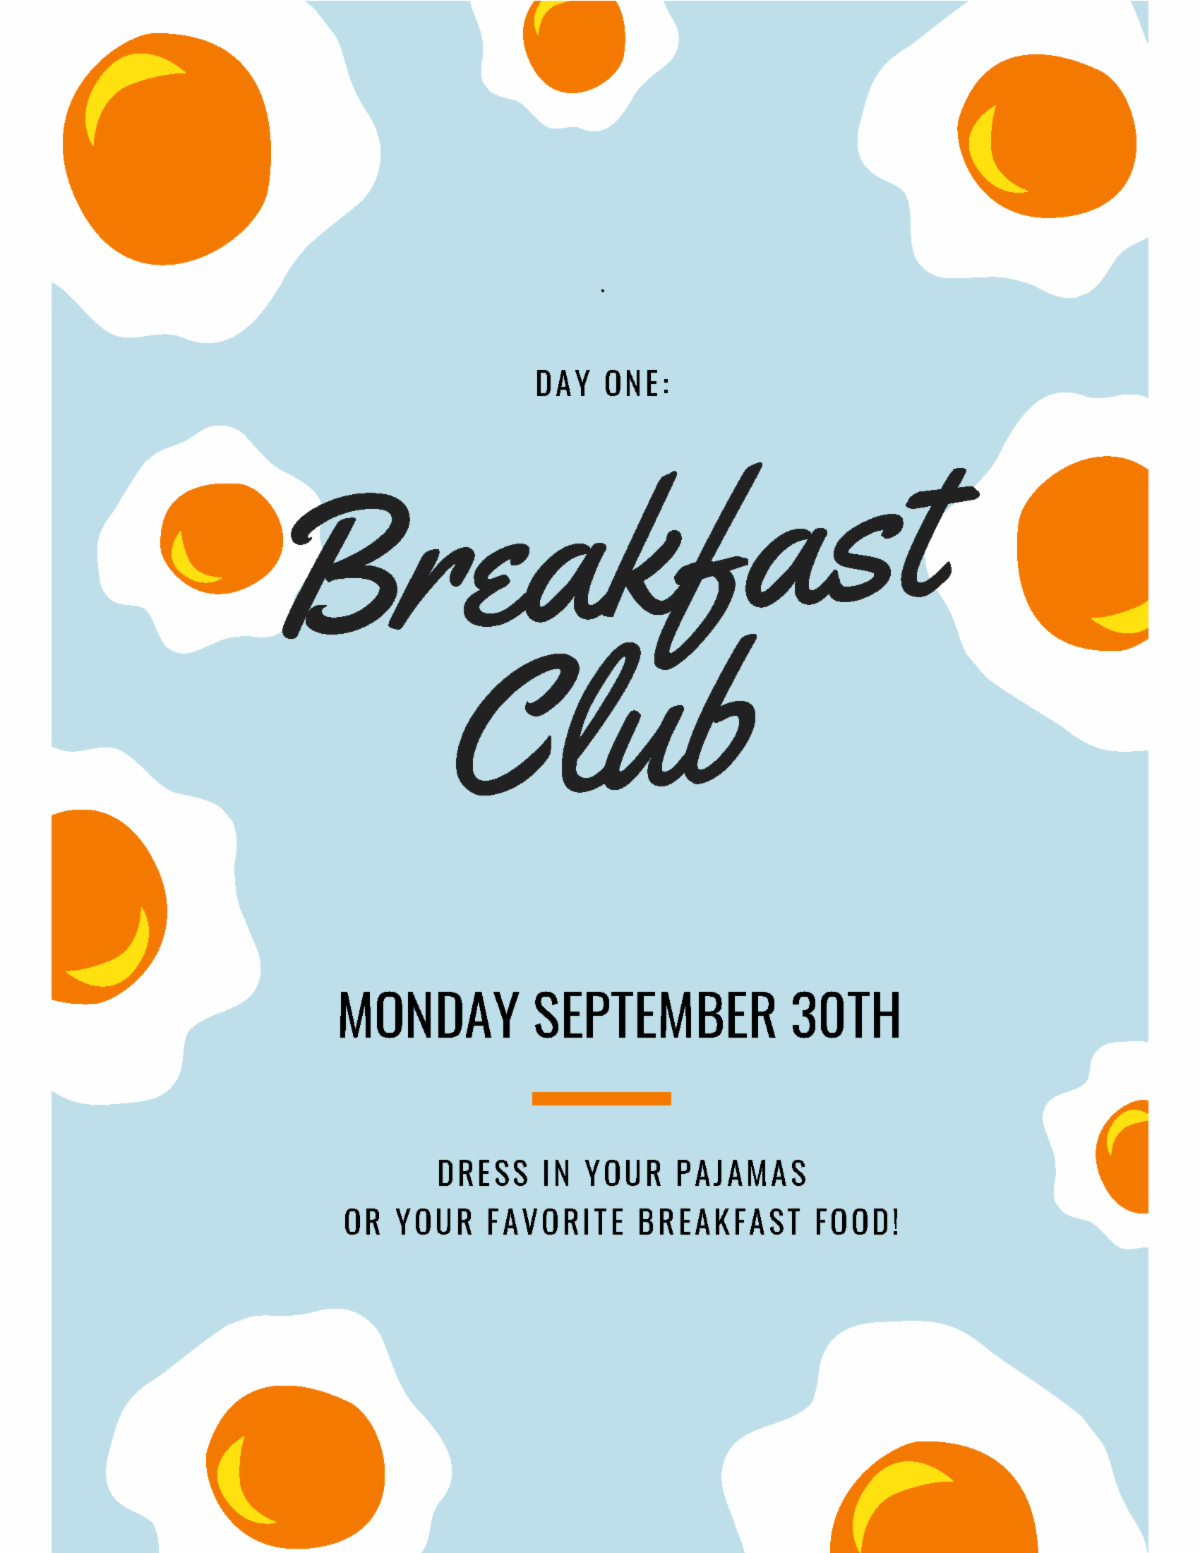 .
DAY ONE:
Breakfast
Club
MONDAY SEPTEMBER 30TH
DRESS IN YOUR PAJAMAS
OR YOUR FAVORITE BREAKFAST FOOD!